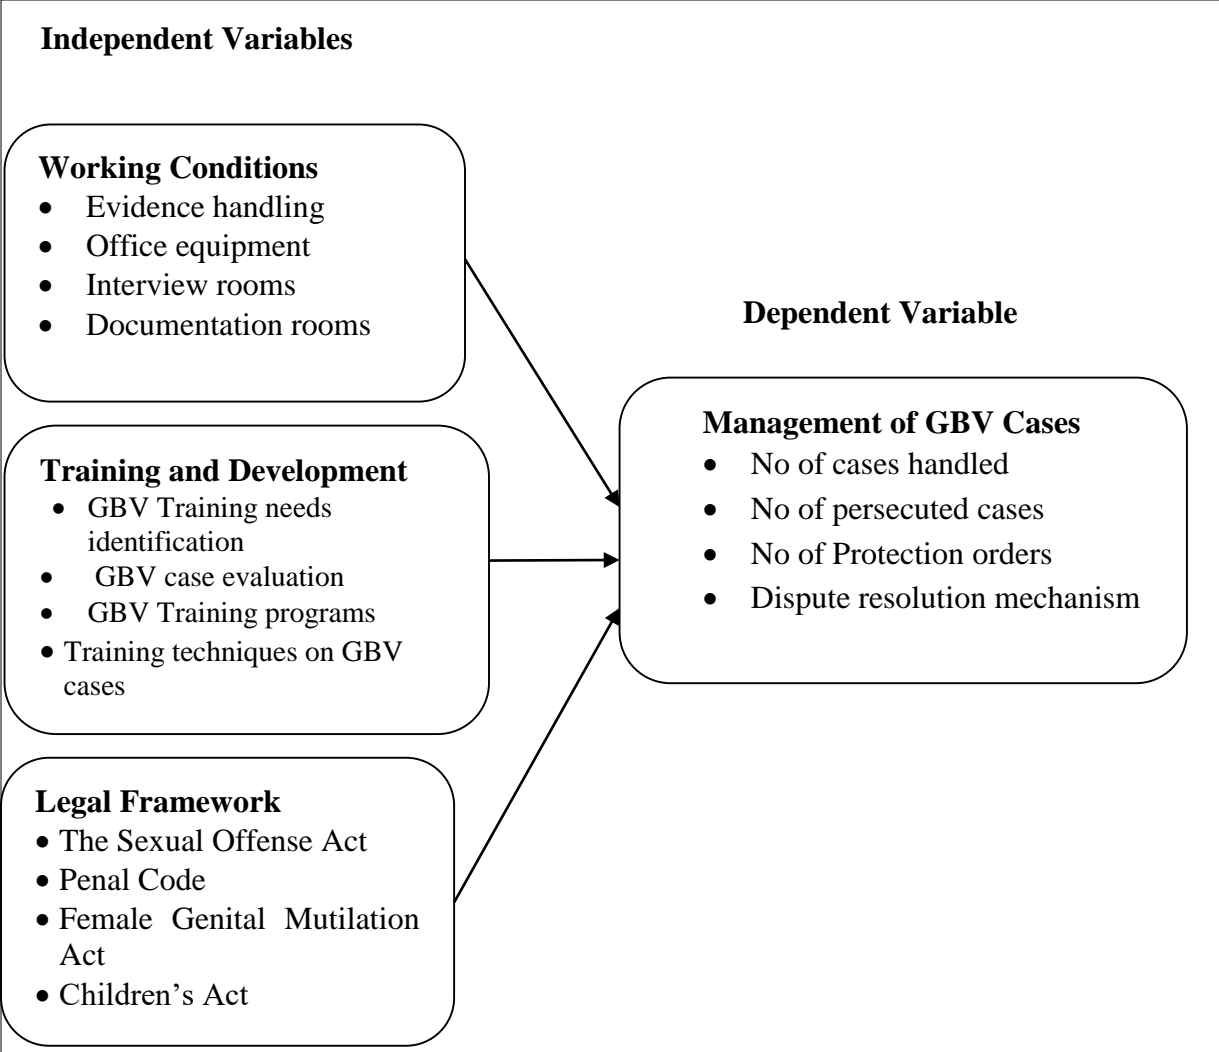 Independent Variables
Working Conditions
• Evidence handling
• Office equipment
• Interview rooms
• Documentation rooms
Training and Development
• GBV Training needs
identification
• GBV case evaluation
• GBV Training programs
• Training techniques on GBV
cases
Legal Framework
• The Sexual Offense Act
• Penal Code
• Female Genital Mutilation
Act
• Children’s Act
Dependent Variable
Management of GBV Cases
• No of cases handled
• No of persecuted cases
• No of Protection orders
• Dispute resolution mechanism